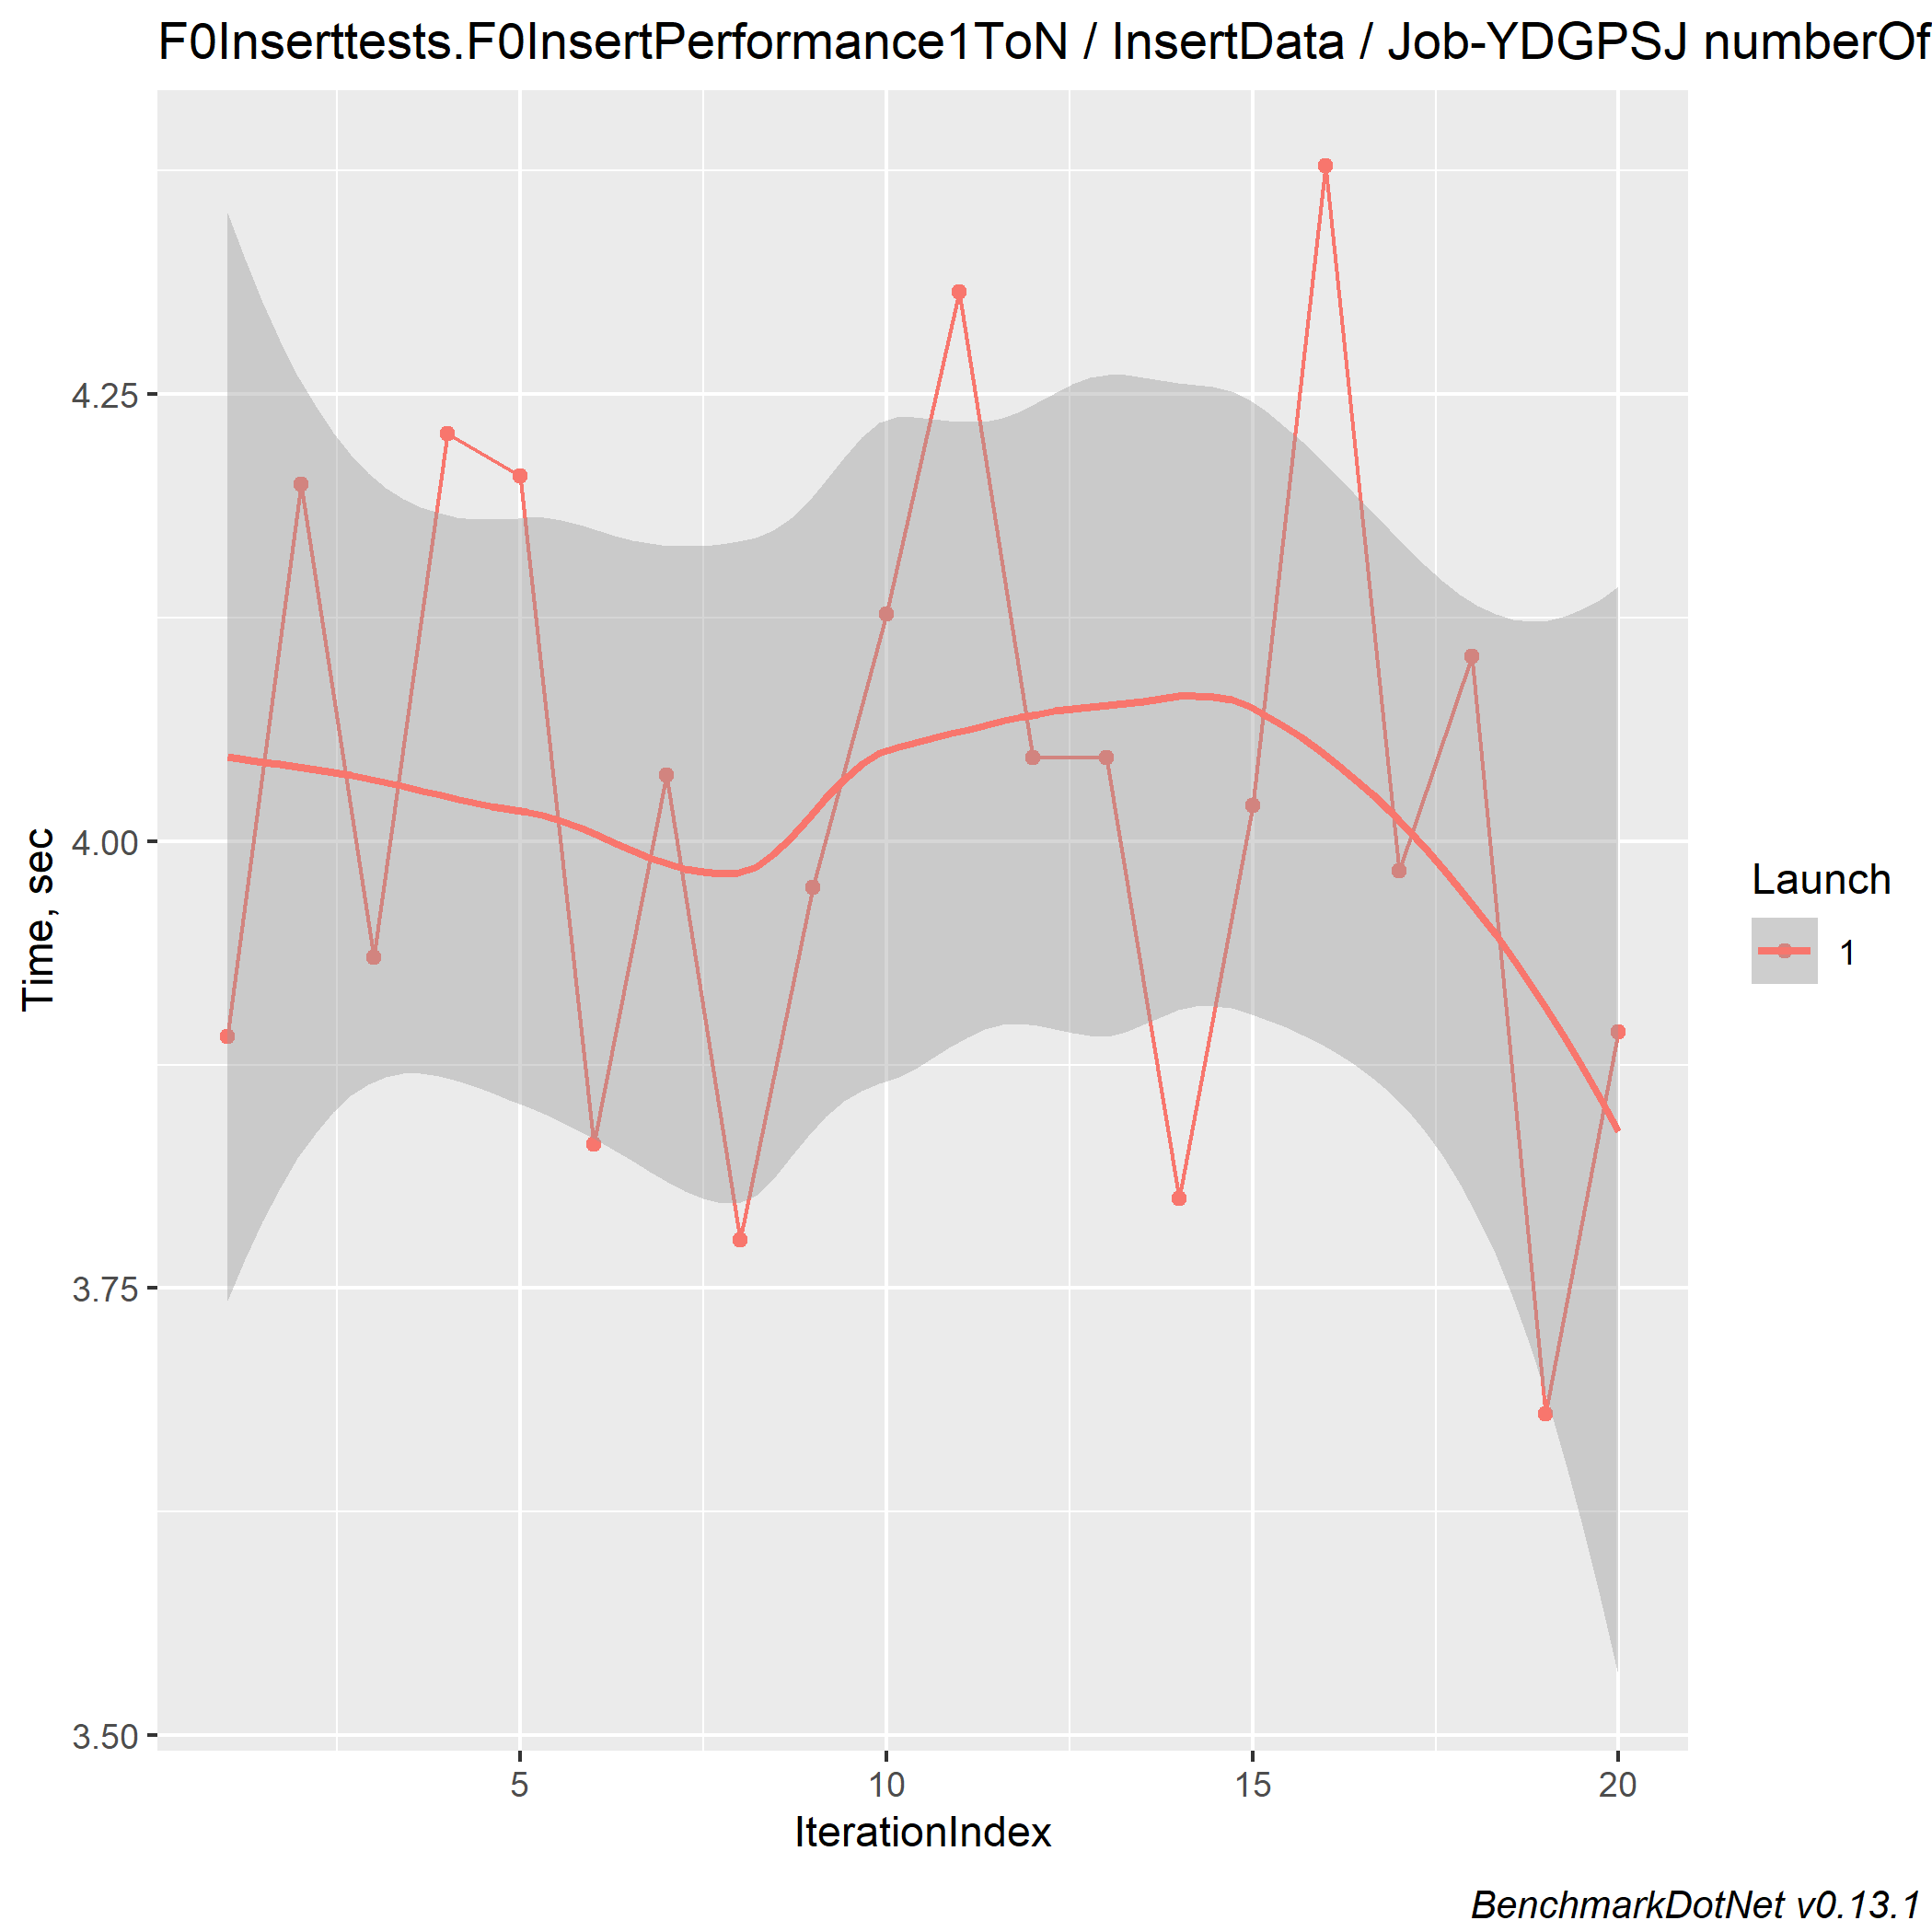 F0Inserttests.F0InsertPerformance1ToN / InsertData / Job-YDGPSJ numberOf
4.25
4.00
3.75
3.50
Time, sec
5 10 15 20
IterationIndex
Launch
1
BenchmarkDotNet v0.13.1